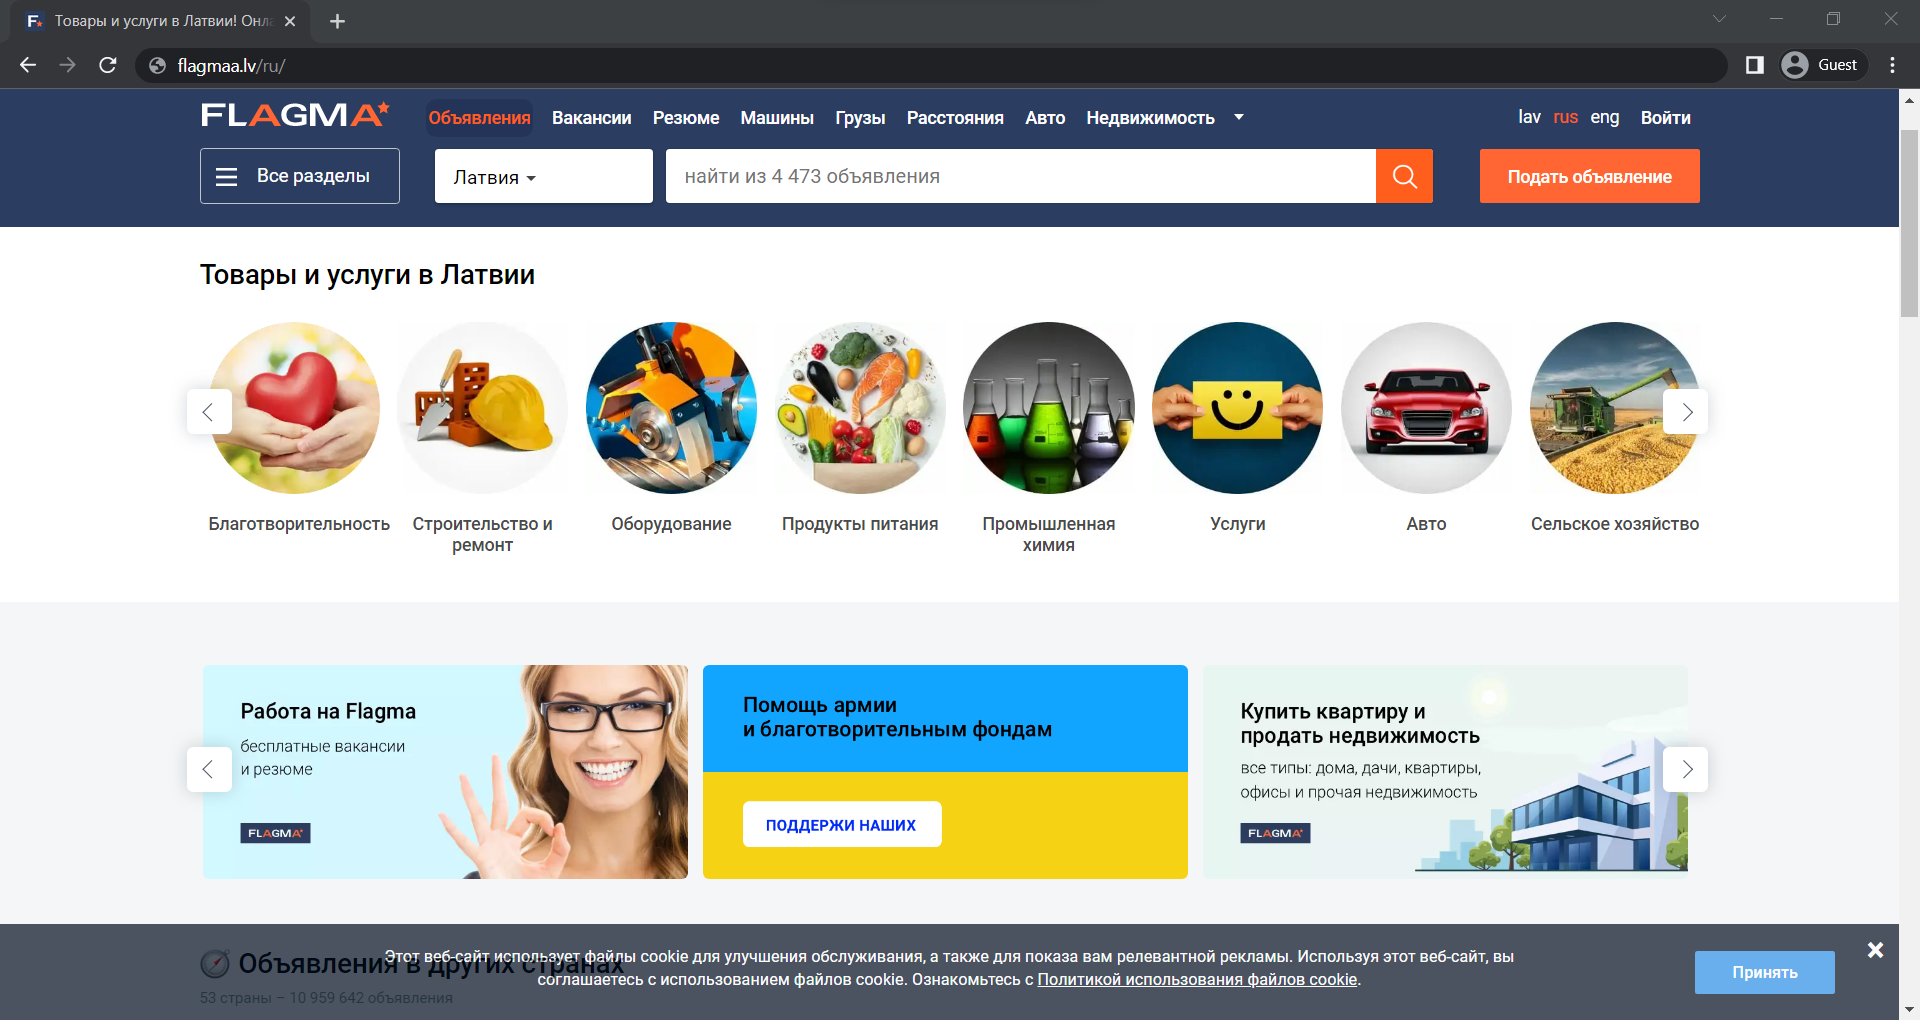 Товары и услуги в Латвии! Онла
flagmaa.lv/ru/
Guest
FLAGMA
Объявления Вакансии Резюме Машины Грузы Расстояния Авто Недвижимость
lav rus eng Войти
Все разделы
Латвия
найти из 4 473 объявления
Подать объявление
Товары и услуги в Латвии
Благотворительность
Строительство и
ремонт
Оборудование
Продукты питания
Промышленная
химия
Услуги
Авто
Сельское хозяйство
Работа на Flagma
бесплатные вакансии
и резюме
FLAGMA
Помощь армии
и благотворительным фондам
ПОДДЕРЖИ НАШИХ
Купить квартиру и
продать недвижимость
все типы: дома, дачи, квартиры,
офисы и прочая недвижимость
FLAGMA
Объявления в других странах
53 страны – 10 959 642 объявления
Этот веб-сайт использует файлы cookie для улучшения обслуживания, а также для показа вам релевантной рекламы. Используя этот веб-сайт, вы
соглашаетесь с использованием файлов cookie. Ознакомьтесь с Политикой использования файлов cookie.
Принять